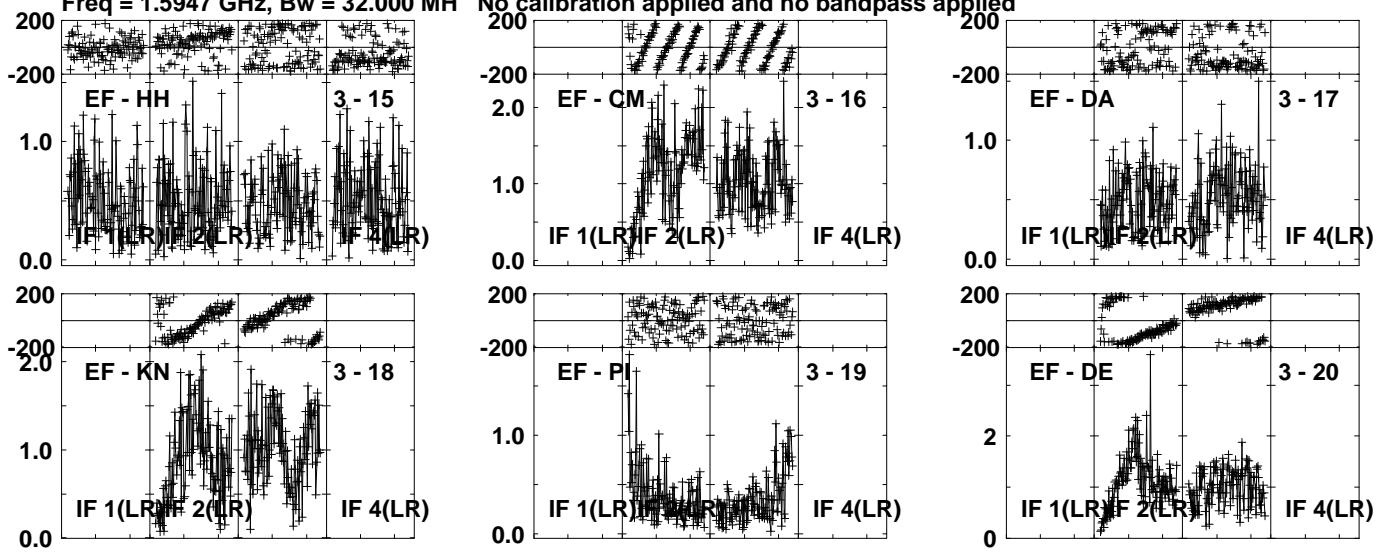 Freq = 1.5947 GHz, Bw = 32.000 MH No calibration applied and no bandpass applied
200
-200
EF - HH 3 - 15
1.0
0.0
IF 1(LR) IF 2(LR) IF 4(LR)
EF - CM 3 - 16
2.0
1.0
0.0
IF 1(LR) IF 2(LR) IF 4(LR)
200
-200
EF - DA 3 - 17
1.0
0.0
IF 1(LR) IF 2(LR) IF 4(LR)
200
-200
2.0
EF - KN 3 - 18
1.0
0.0
IF 1(LR) IF 2(LR) IF 4(LR)
200
-200
EF - PI 3 - 19
1.0
0.0
IF 1(LR) IF 2(LR) IF 4(LR)
200
-200
EF - DE 3 - 20
2
0
IF 1(LR) IF 2(LR) IF 4(LR)